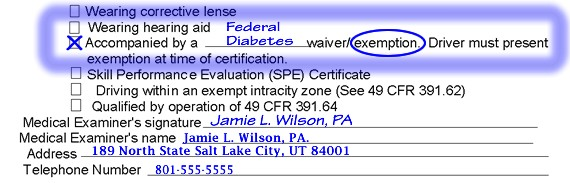 ☐ Wearing corrective lense
☐ Wearing hearing aid Federal
☒ Accompanied by a Diabetes waiver/exemption. Driver must present
exemption at time of certification.
☐ Skill Performance Evaluation (SPE) Certificate
☐ Driving within an exempt intracity zone (See 49 CFR 391.62)
☐ Qualified by operation of 49 CFR 391.64
Medical Examiner's signature Jamie L. Wilson, PA
Medical Examiner's name Jamie L. Wilson, PA.
Address 189 North State Salt Lake City, UT 84001
Telephone Number 801-555-5555